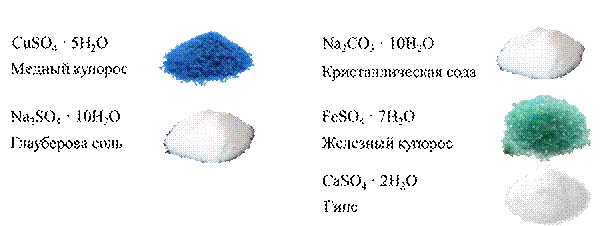 CuSO₄ · 5H₂O
Медный купорос
Na₂SO₄ · 10H₂O
Глауберова соль
Na₂CO₃ · 10H₂O
Кристаллическая сода
FeSO₄ · 7H₂O
Железный купорос
CaSO₄ · 2H₂O
Гипс